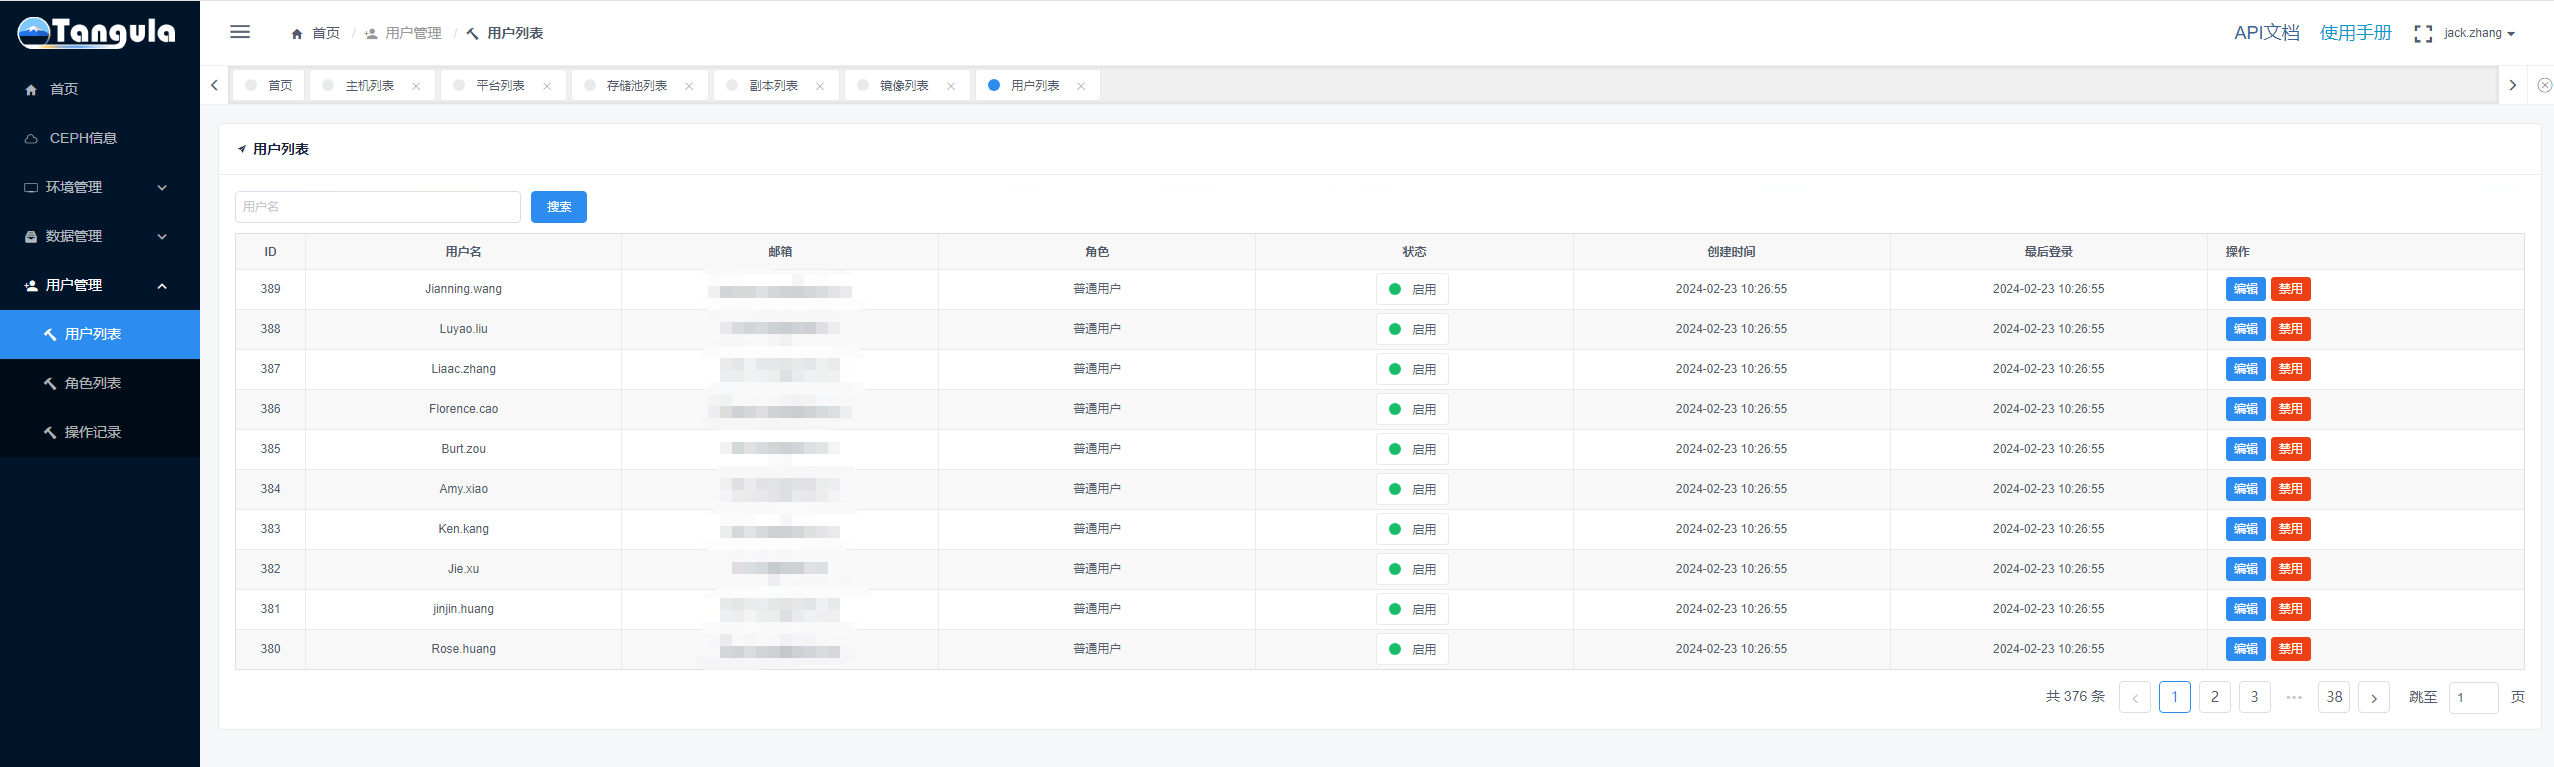 Tangula
首页 / 用户管理 / 用户列表
API文档 使用手册 jack.zhang
首页
CEPH信息
环境管理
数据管理
用户管理
用户列表
角色列表
操作记录
首页 主机列表 平台列表 存储池列表 副本列表 镜像列表 用户列表
用户列表
用户名 搜索
ID 用户名 邮箱 角色 状态 创建时间 最后登录 操作
389 Jianning.wang 普通用户 启用 2024-02-23 10:26:55 2024-02-23 10:26:55 编辑 禁用
388 Luyao.liu 普通用户 启用 2024-02-23 10:26:55 2024-02-23 10:26:55 编辑 禁用
387 Liaac.zhang 普通用户 启用 2024-02-23 10:26:55 2024-02-23 10:26:55 编辑 禁用
386 Florence.cao 普通用户 启用 2024-02-23 10:26:55 2024-02-23 10:26:55 编辑 禁用
385 Burt.zou 普通用户 启用 2024-02-23 10:26:55 2024-02-23 10:26:55 编辑 禁用
384 Amy.xiao 普通用户 启用 2024-02-23 10:26:55 2024-02-23 10:26:55 编辑 禁用
383 Ken.kang 普通用户 启用 2024-02-23 10:26:55 2024-02-23 10:26:55 编辑 禁用
382 Jie.xu 普通用户 启用 2024-02-23 10:26:55 2024-02-23 10:26:55 编辑 禁用
381 jinjin.huang 普通用户 启用 2024-02-23 10:26:55 2024-02-23 10:26:55 编辑 禁用
380 Rose.huang 普通用户 启用 2024-02-23 10:26:55 2024-02-23 10:26:55 编辑 禁用
共 376 条 1 2 3 ••• 38 跳至 1 页